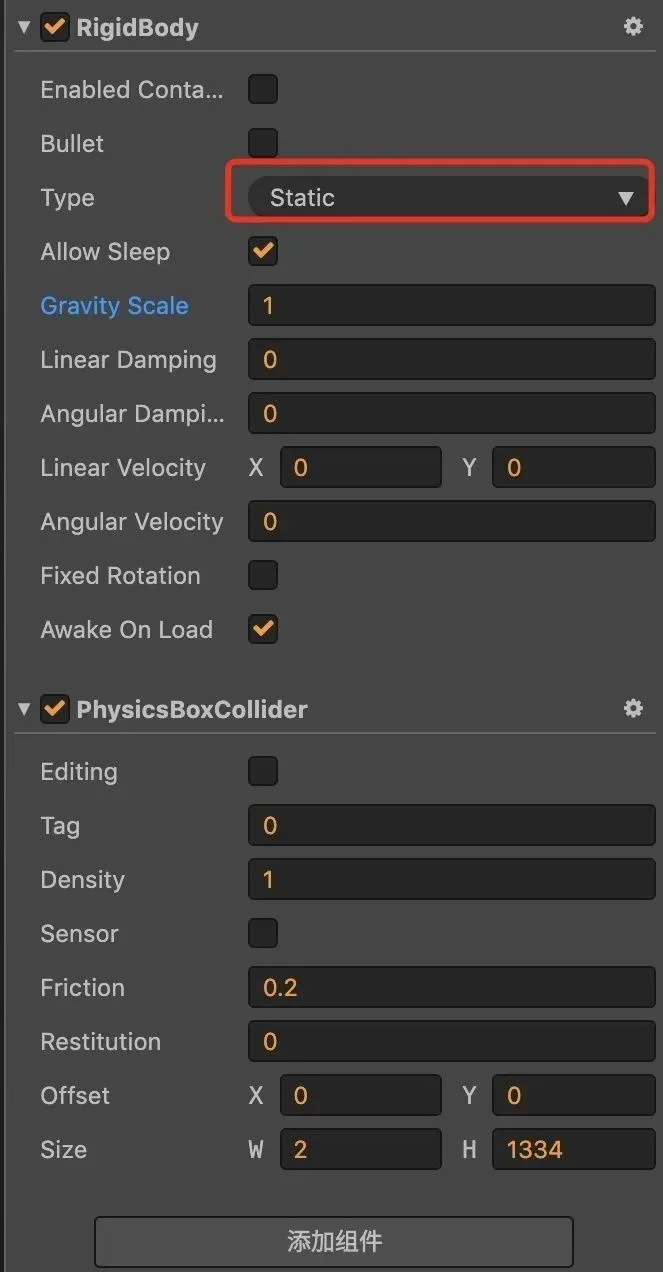 RigidBody
Enabled Conta...
Bullet
Type Static
Allow Sleep
Gravity Scale 1
Linear Damping 0
Angular Dampi... 0
Linear Velocity X 0 Y 0
Angular Velocity 0
Fixed Rotation
Awake On Load
PhysicsBoxCollider
Editing
Tag 0
Density 1
Sensor
Friction 0.2
Restitution 0
Offset X 0 Y 0
Size W 2 H 1334
添加组件